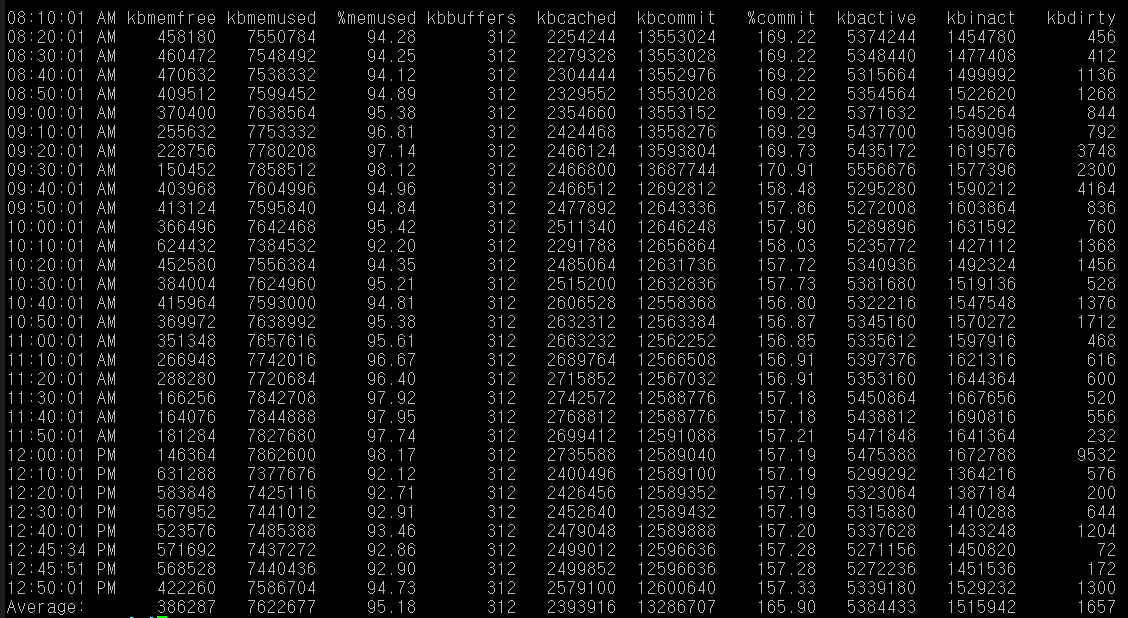 08:10:01 AM kbmemfree kbmemused %memused kbbuffers kbcached kbcommit %commit kbactive kbinact kbdirty
08:20:01 AM 458180 7550784 94.28 312 2254244 13553024 169.22 5374244 1454780 456
08:30:01 AM 460472 7548492 94.25 312 2279328 13553028 169.22 5348440 1477408 412
08:40:01 AM 470632 7538332 94.12 312 2304444 13552976 169.22 5315664 1499992 1136
08:50:01 AM 409512 7599452 94.89 312 2329552 13553028 169.22 5354564 1522620 1268
09:00:01 AM 370400 7638564 95.38 312 2354660 13553152 169.22 5371632 1545264 844
09:10:01 AM 255632 7753332 96.81 312 2424468 13558276 169.29 5437700 1589096 792
09:20:01 AM 228756 7780208 97.14 312 2466124 13593804 169.73 5435172 1619576 3748
09:30:01 AM 150452 7858512 98.12 312 2466800 13687744 170.91 5556676 1577396 2300
09:40:01 AM 403968 7604996 94.96 312 2466512 12692812 158.48 5295280 1590212 4164
09:50:01 AM 413124 7595840 94.84 312 2477892 12643336 157.86 5272008 1603864 836
10:00:01 AM 366496 7642468 95.42 312 2511340 12646248 157.90 5289896 1631592 760
10:10:01 AM 624432 7384532 92.20 312 2291788 12656864 158.03 5235772 1427112 1368
10:20:01 AM 452580 7556384 94.35 312 2485064 12631736 157.72 5340936 1492324 1456
10:30:01 AM 384004 7624960 95.21 312 2515200 12632836 157.73 5381680 1519136 528
10:40:01 AM 415964 7593000 94.81 312 2606528 12558368 156.80 5322216 1547548 1376
10:50:01 AM 369972 7638992 95.38 312 2632312 12563384 156.87 5345160 1570272 1712
11:00:01 AM 351348 7657616 95.61 312 2663232 12562252 156.85 5335612 1597916 468
11:10:01 AM 266948 7742016 96.67 312 2689764 12566508 156.91 5397376 1621316 616
11:20:01 AM 288280 7720684 96.40 312 2715852 12567032 156.91 5353160 1644364 600
11:30:01 AM 166256 7842708 97.92 312 2742572 12588776 157.18 5450864 1667656 520
11:40:01 AM 164076 7844888 97.95 312 2768812 12588776 157.18 5438812 1690816 556
11:50:01 AM 181284 7827680 97.74 312 2699412 12591088 157.21 5471848 1641364 232
12:00:01 PM 146364 7862600 98.17 312 2735588 12589040 157.19 5475388 1672788 9532
12:10:01 PM 631288 7377676 92.12 312 2400496 12589100 157.19 5299292 1364216 576
12:20:01 PM 583848 7425116 92.71 312 2426456 12589352 157.19 5323064 1387184 200
12:30:01 PM 567952 7441012 92.91 312 2452640 12589432 157.19 5315880 1410288 644
12:40:01 PM 523576 7485388 93.46 312 2479048 12589888 157.20 5337628 1433248 1204
12:45:34 PM 571692 7437272 92.86 312 2499012 12596636 157.28 5271156 1450820 72
12:45:51 PM 568528 7440436 92.90 312 2499852 12596636 157.28 5272236 1451536 172
12:50:01 PM 422260 7586704 94.73 312 2579100 12600640 157.33 5339180 1529232 1300
Average: 386287 7622677 95.18 312 2393916 13286707 165.90 5384433 1515942 1657